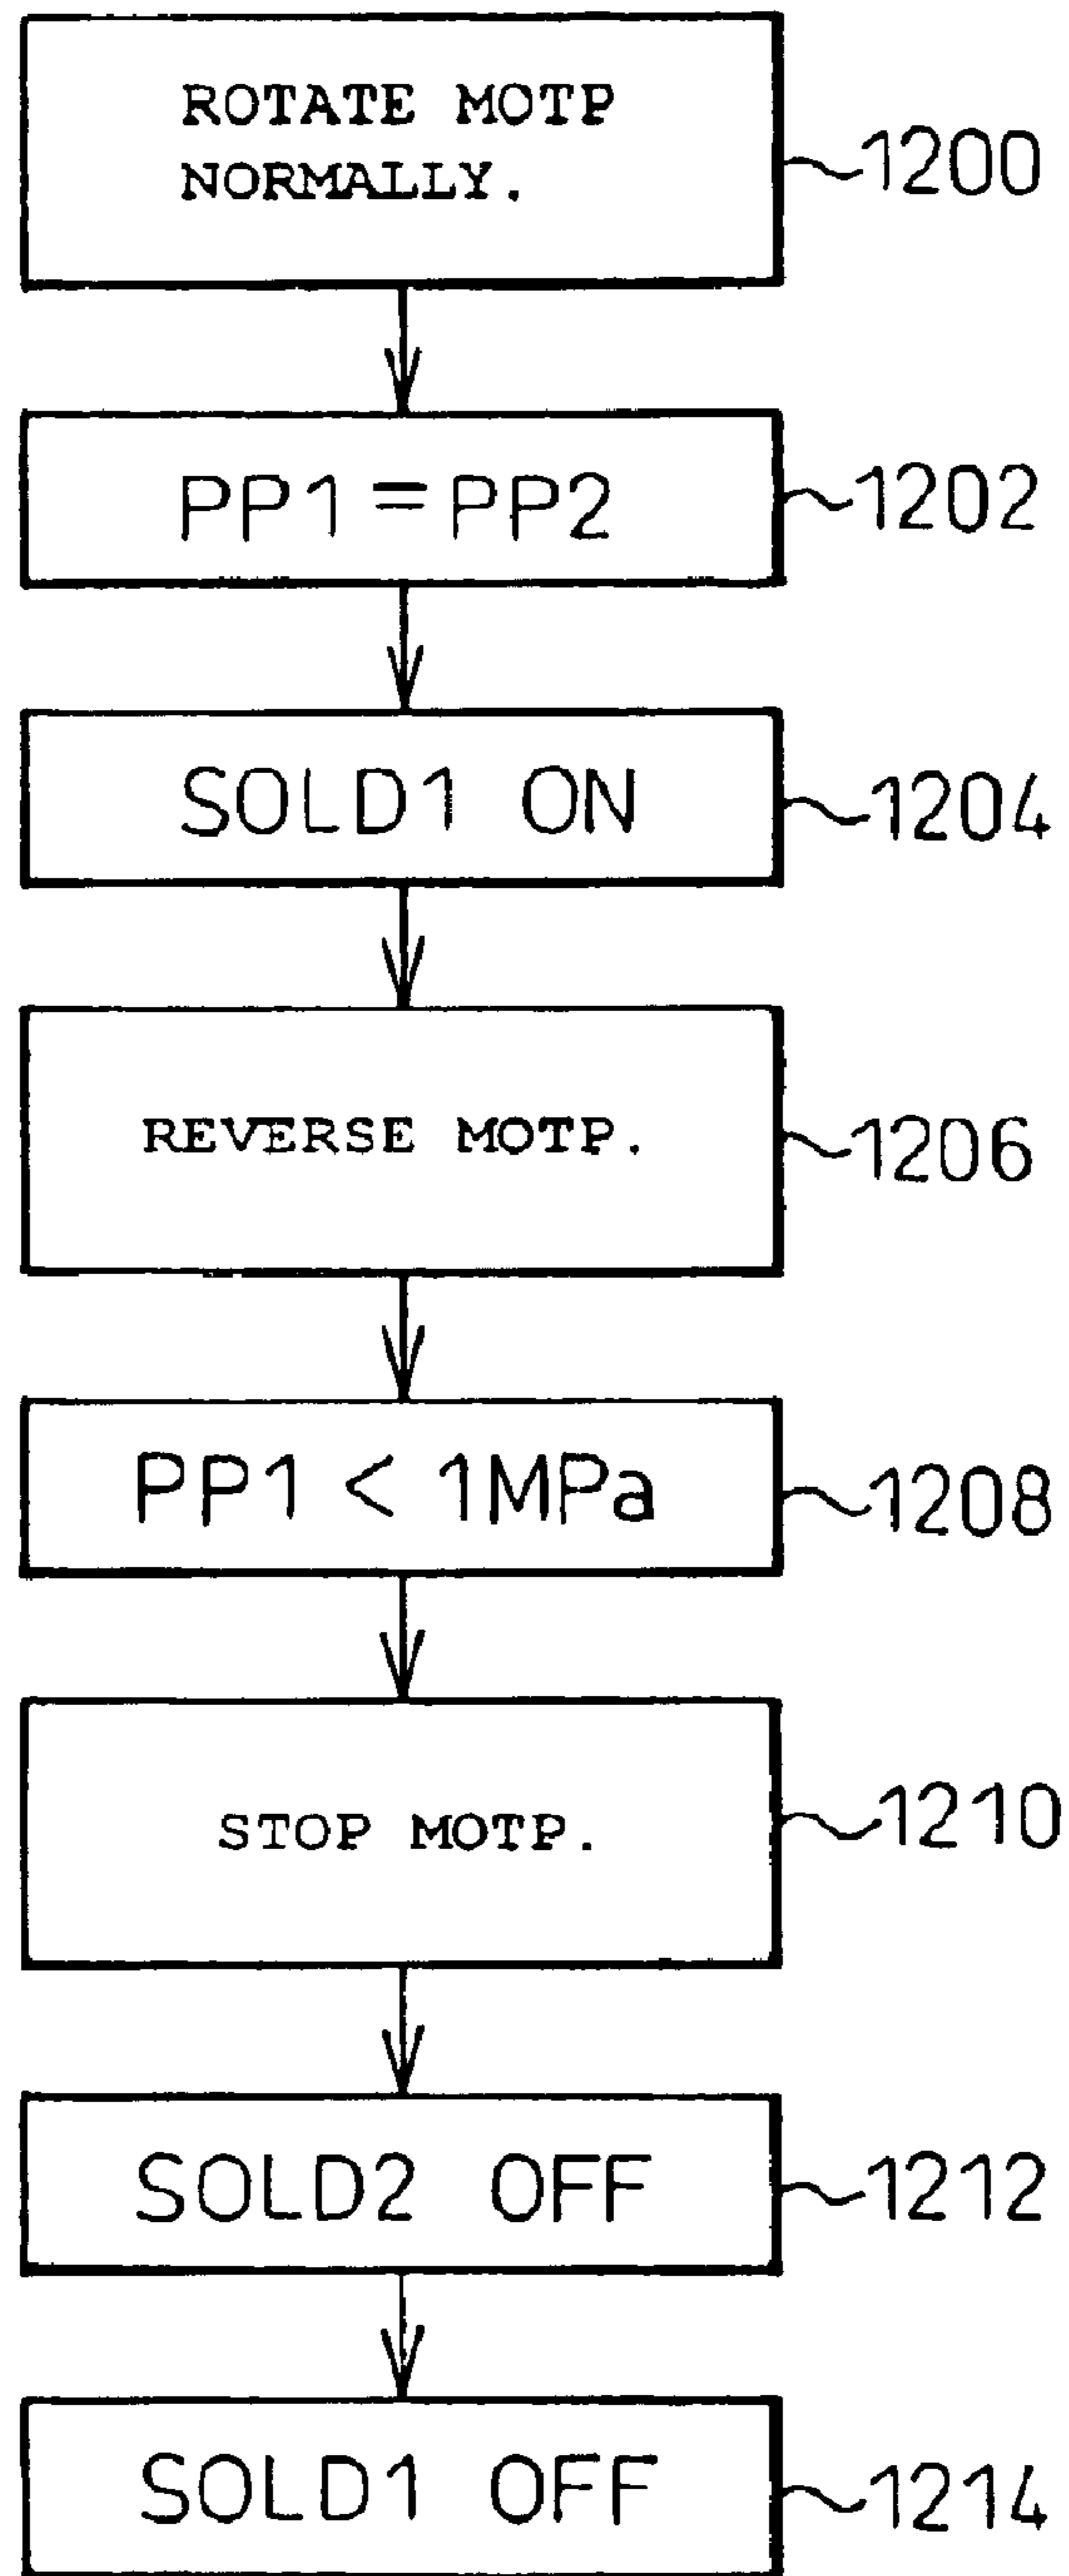 ROTATE MOTP
NORMALLY.
1200
PP1 = PP2
1202
SOLD1 ON
1204
REVERSE MOTP.
1206
PP1 < 1MPa
1208
STOP MOTP.
1210
SOLD2 OFF
1212
SOLD1 OFF
1214